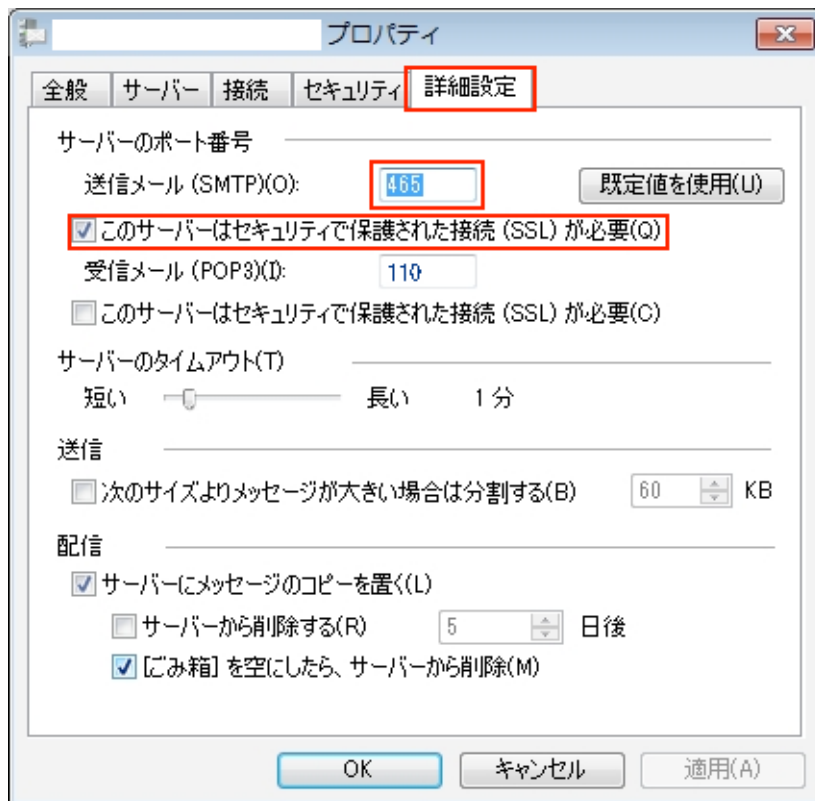 プロパティ
全般 サーバー 接続 セキュリティ 詳細設定
サーバーのポート番号
送信メール (SMTP)(O): 465 既定値を使用(U)
このサーバーはセキュリティで保護された接続 (SSL) が必要(Q)
受信メール (POP3)(I): 110
このサーバーはセキュリティで保護された接続 (SSL) が必要(C)
サーバーのタイムアウト(T)
短い 長い 1 分
送信
次のサイズよりメッセージが大きい場合は分割する(B) 60 KB
配信
サーバーにメッセージのコピーを置く(L)
サーバーから削除する(R) 5 日後
[ごみ箱] を空にしたら、サーバーから削除(M)
OK キャンセル 適用(A)